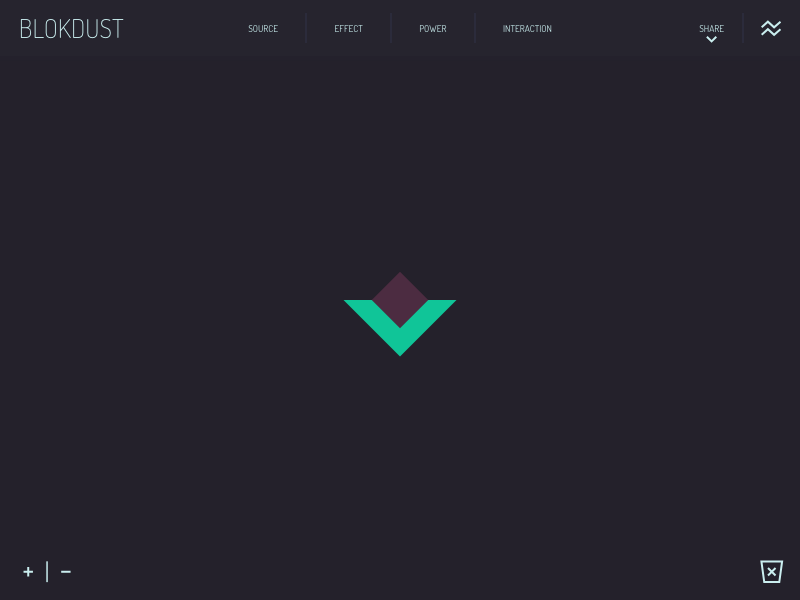 BLOKDUST
SOURCE
EFFECT
POWER
INTERACTION
SHARE